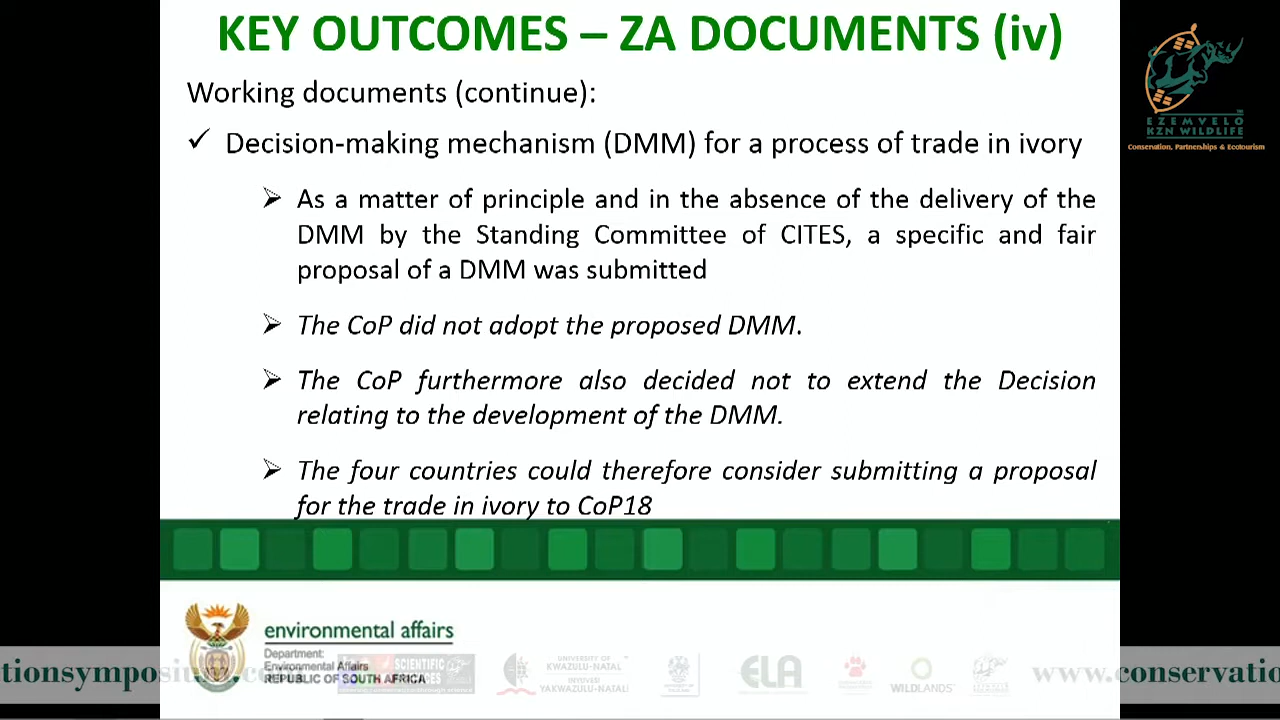 KEY OUTCOMES – ZA DOCUMENTS (iv)
Working documents (continue):
Decision-making mechanism (DMM) for a process of trade in ivory
As a matter of principle and in the absence of the delivery of the
DMM by the Standing Committee of CITES, a specific and fair
proposal of a DMM was submitted
The CoP did not adopt the proposed DMM.
The CoP furthermore also decided not to extend the Decision
relating to the development of the DMM.
The four countries could therefore consider submitting a proposal
for the trade in ivory to CoP18
EZEMVELO
KZN WILDLIFE
Conservation, Partnerships & Ecotourism
environmental affairs
Department:
Environmental Affairs
REPUBLIC OF SOUTH AFRICA
SCIENTIFIC
UNIVERSITY OF
KWAZULU-NATAL
INYUVESI
YAKWAZULU-NATALI
ELA
WILDLANDS
tionsymposium.
www.conservatio